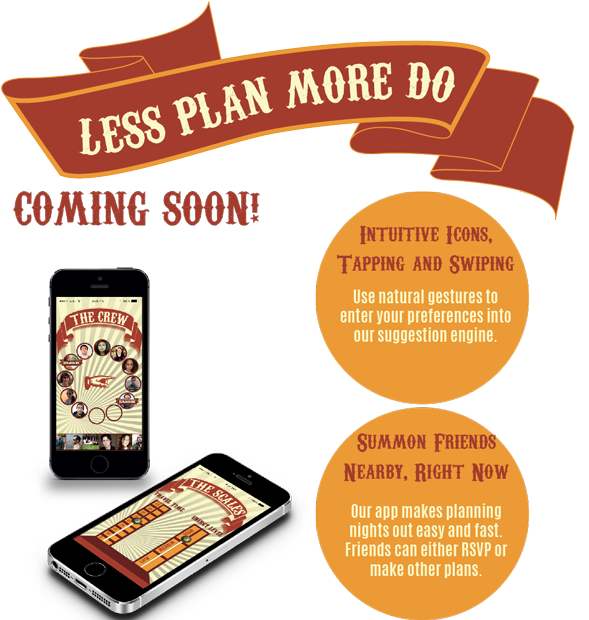 LESS PLAN MORE DO
COMING SOON!
INTUITIVE ICONS,
TAPPING AND SWIPING
Use natural gestures to
enter your preferences into
our suggestion engine.
THE CREW
SUMMON FRIENDS
NEARBY, RIGHT NOW
Our app makes planning
nights out easy and fast.
Friends can either RSVP or
make other plans.
THE SCALES
TRAVEL TIME